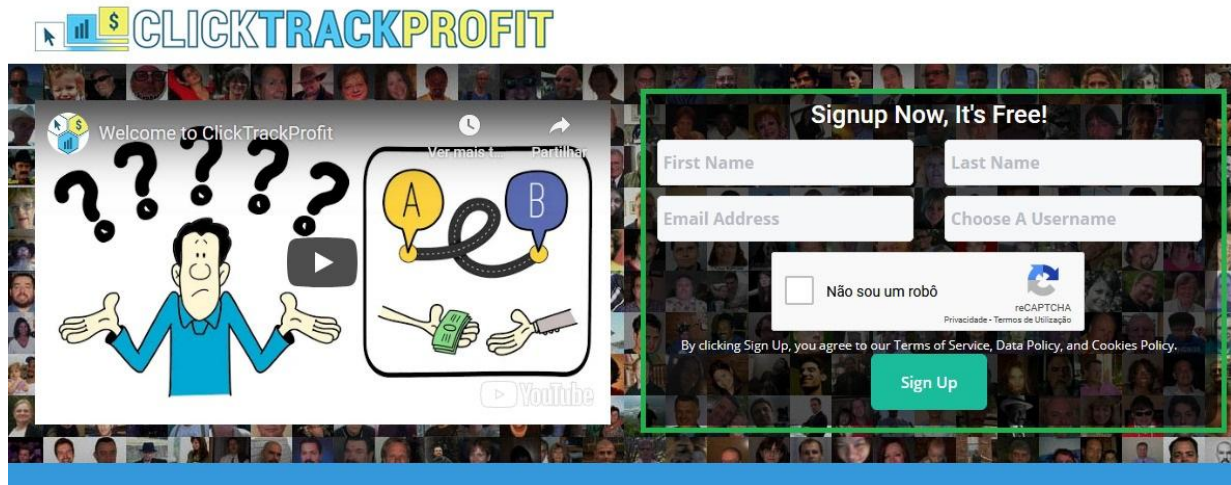 $ CLICKTRACKPROFIT
$ Welcome to ClickTrackProfit
Ver mais t... Partilhar
? ? ? ? ?
A B
YouTube
Signup Now, It's Free!
First Name Last Name
Email Address Choose A Username
Não sou um robô
reCAPTCHA
Privacidade - Termos de Utilização
By clicking Sign Up, you agree to our Terms of Service, Data Policy, and Cookies Policy.
Sign Up